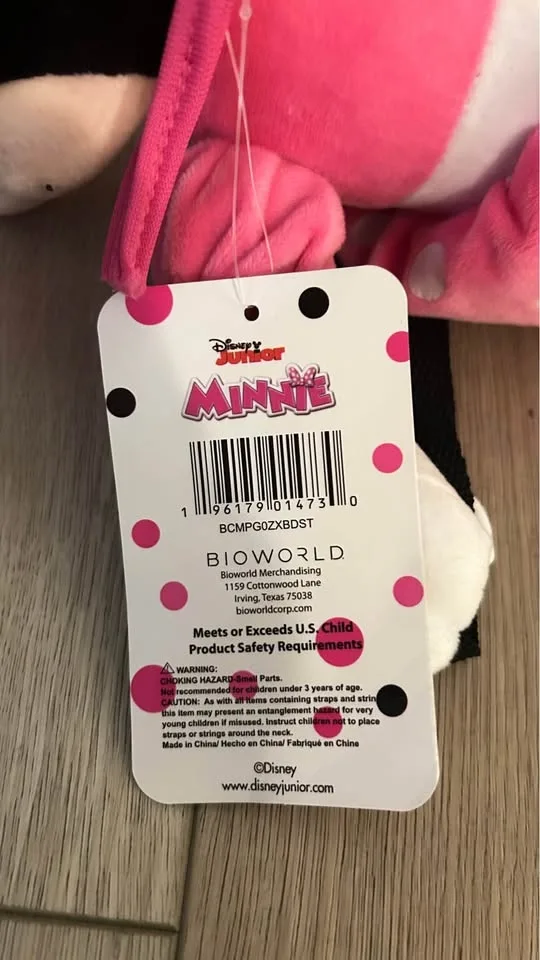 Disney
Junior
MINNIE
1 96179 01473 0
BCMPG0ZXBDST
BIOWORLD
Bioworld Merchandising
1159 Cottonwood Lane
Irving, Texas 75038
bioworldcorp.com
Meets or Exceeds U.S. Child
Product Safety Requirements
WARNING:
CHOKING HAZARD-Small Parts.
Not recommended for children under 3 years of age.
CAUTION: As with all items containing straps and strin
this item may present an entanglement hazard for very
young children if misused. Instruct children not to place
straps or strings around the neck.
Made in China/ Hecho en China/ Fabriqué en Chine
©Disney
www.disneyjunior.com